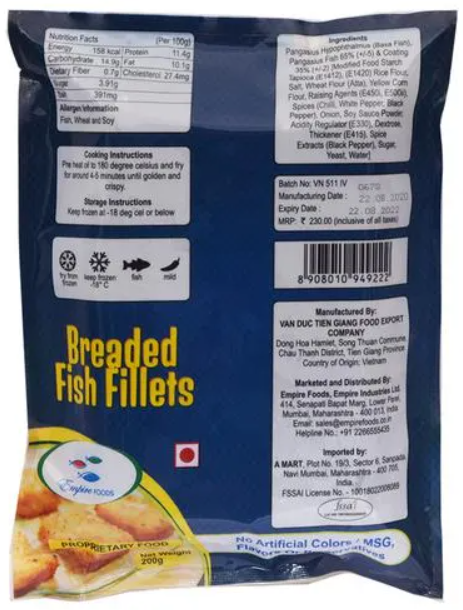 Nutrition Facts (Per 100g)
Energy 158 kcal Protein 11.4g
Carbohydrate 14.9g Fat 10.1g
Dietary Fiber 0.7g Cholesterol 27.4mg
Sugar 3.91g
391mg
Allergen Information
Fish, Wheat and Soy
Cooking Instructions
Pre heat oil to 180 degree celsius and fry
for around 4-5 minutes until golden and
crispy.
Storage Instructions
Keep frozen at -18 deg cel or below
fry from frozen
keep frozen -18° C
fish
mild
Breaded
Fish Fillets
Empire FOODS
PROPRIETARY FOOD
Net Weight
200g
Ingredients
Pangasius Hypophthalmus (Basa Fish),
Pangasius Fish 65% (+/-5) & Coating
35% (+/-2) [Modified Food Starch
Tapioca (E1412), (E1420) Rice Flour,
Salt, Wheat Flour (Atta), Yellow Corn
Flour, Raising Agents (E450i, E500ii),
Spices (Chilli, White Pepper, Black
Pepper), Onion, Soy Sauce Powder,
Acidity Regulator (E330), Dextrose,
Thickener (E415), Spice
Extracts (Black Pepper), Sugar,
Yeast, Water]
Batch No: VN 511 IV 0670
Manufacturing Date : 22 .08 .2020
Expiry Date : 22 .08 .2022
MRP: ₹ 230.00 (inclusive of all taxes)
8 908010 949222
Manufactured By:
VAN DUC TIEN GIANG FOOD EXPORT
COMPANY
Dong Hoa Hamlet, Song Thuan Commune,
Chau Thanh District, Tien Giang Province
Country of Origin: Vietnam
Marketed and Distributed By:
Empire Foods, Empire Industries Ltd.
414, Senapati Bapat Marg, Lower Parel,
Mumbai, Maharashtra - 400 013, India
Email: sales@empirefoods.co.in
Helpline No.: +91 2266555435
Imported by:
A MART, Plot No. 19/3, Sector 6, Sanpada,
Navi Mumbai, Maharashtra - 400 705,
India.
FSSAI License No. - 10018022008089
fssai
No Artificial Colors / MSG,
Flavors Or Preservatives